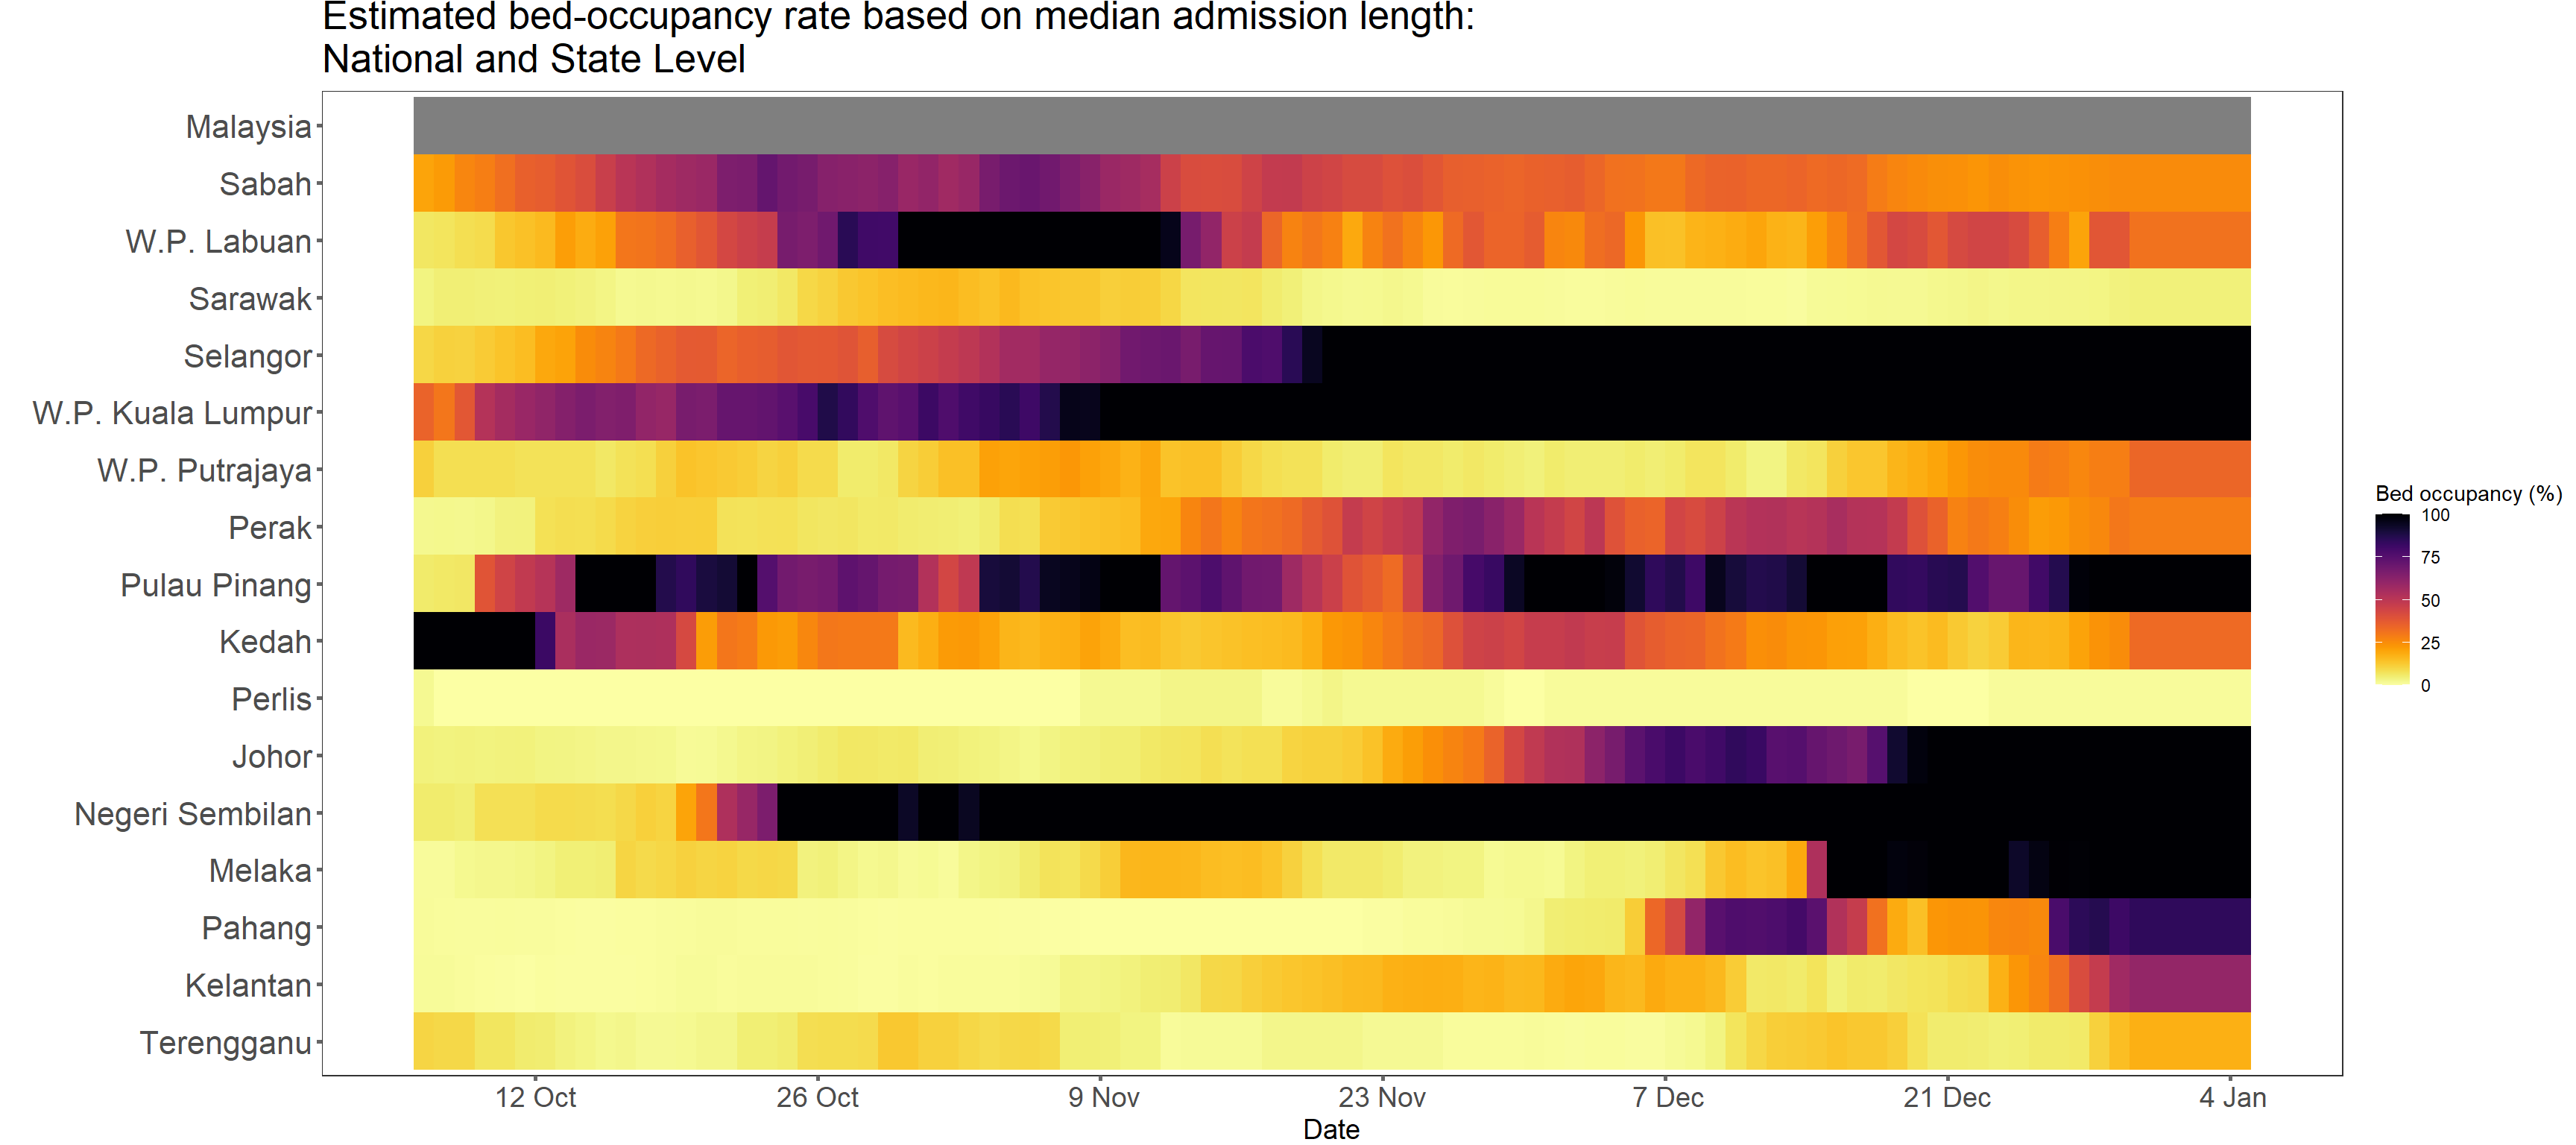 Estimated bed-occupancy rate based on median admission length:
National and State Level
Malaysia
Sabah
W.P. Labuan
Sarawak
Selangor
W.P. Kuala Lumpur
W.P. Putrajaya
Perak
Pulau Pinang
Kedah
Perlis
Johor
Negeri Sembilan
Melaka
Pahang
Kelantan
Terengganu
12 Oct
26 Oct
9 Nov
23 Nov
7 Dec
21 Dec
4 Jan
Date
Bed occupancy (%)
100
75
50
25
0